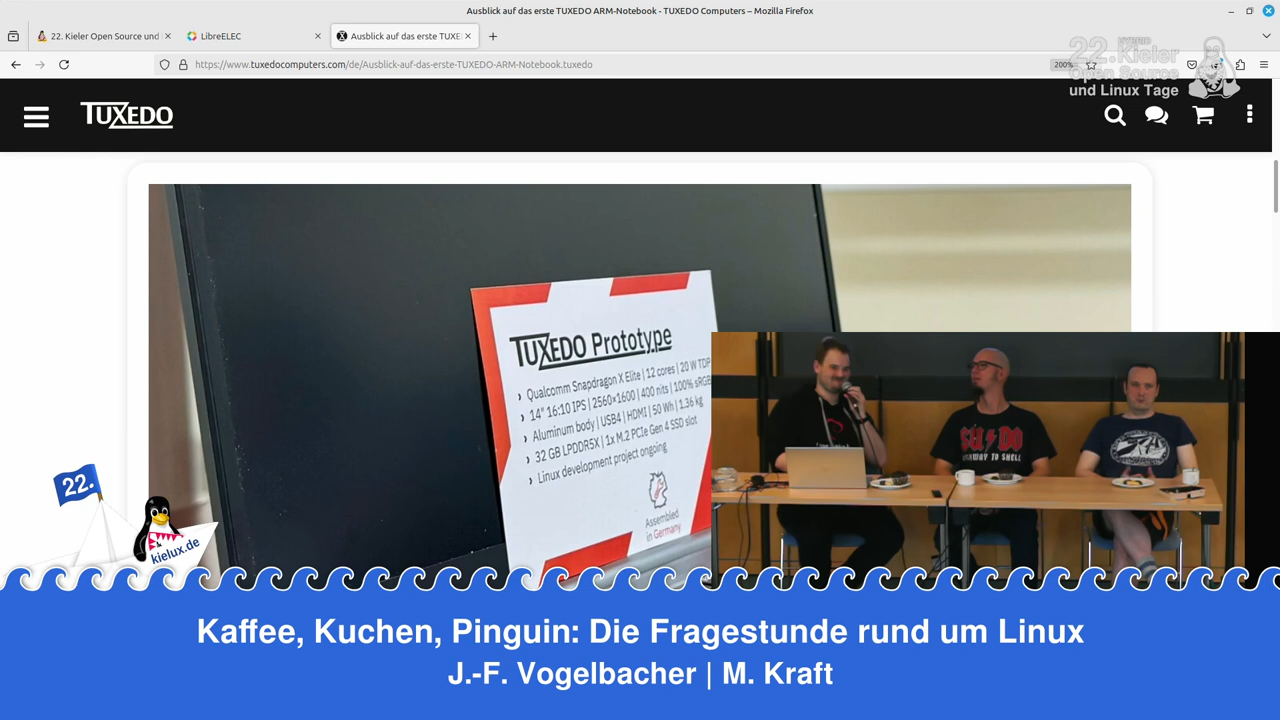 Ausblick auf das erste TUXEDO ARM-Notebook - TUXEDO Computers – Mozilla Firefox
22. Kieler Open Source und
LibreELEC
Ausblick auf das erste TUXE
https://www.tuxedocomputers.com/de/Ausblick-auf-das-erste-TUXEDO-ARM-Notebook.tuxedo
200%
HYBRID
22.Kieler
Open Source
und Linux Tage
TUXEDO
TUXEDO Prototype
› Qualcomm Snapdragon X Elite | 12 cores | 20 W TDP
› 14" 16:10 IPS | 2560×1600 | 400 nits | 100% sRGB
› Aluminum body | USB4 | HDMI | 50 Wh | 1.36 kg
› 32 GB LPDDR5X | 1x M.2 PCIe Gen 4 SSD slot
› Linux development project ongoing
Assembled
in Germany
TO SHELL
22.
kielux.de
Kaffee, Kuchen, Pinguin: Die Fragestunde rund um Linux
J.-F. Vogelbacher | M. Kraft